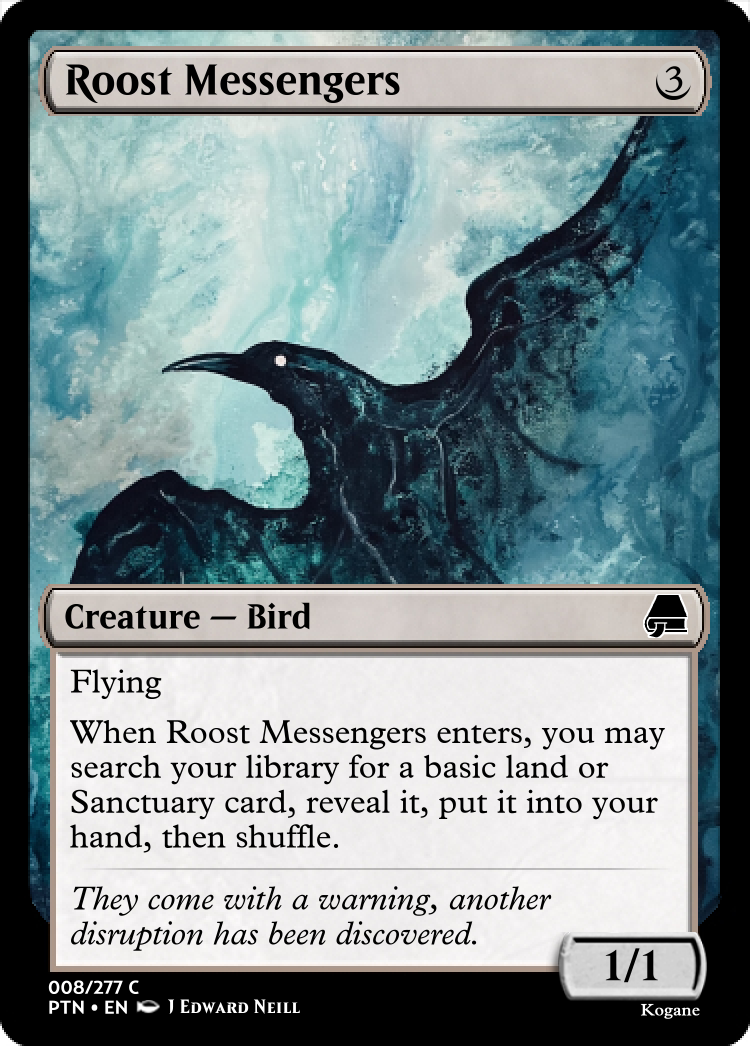 Roost Messengers 3
Creature — Bird
Flying
When Roost Messengers enters, you may
search your library for a basic land or
Sanctuary card, reveal it, put it into your
hand, then shuffle.
They come with a warning, another
disruption has been discovered.
1/1
008/277 C
PTN • EN J Edward Neill
Kogane